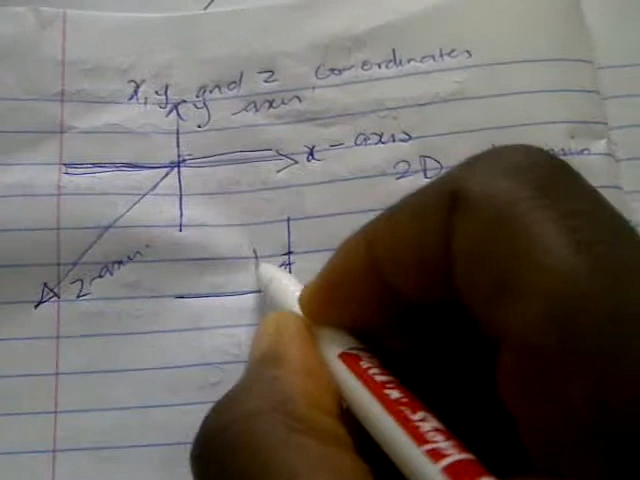 x, y and z coordinates
y axis
x-axis
2D
z-axis.